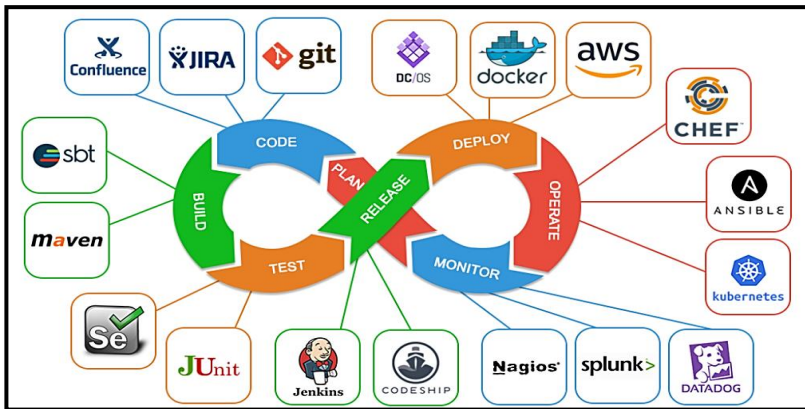 Confluence
JIRA
git
DC/OS
docker
aws
CHEF
sbt
CODE
DEPLOY
PLAN
RELEASE
BUILD
OPERATE
ANSIBLE
maven
TEST
MONITOR
kubernetes
Se
JUnit
Jenkins
CODESHIP
Nagios®
splunk>
DATADOG